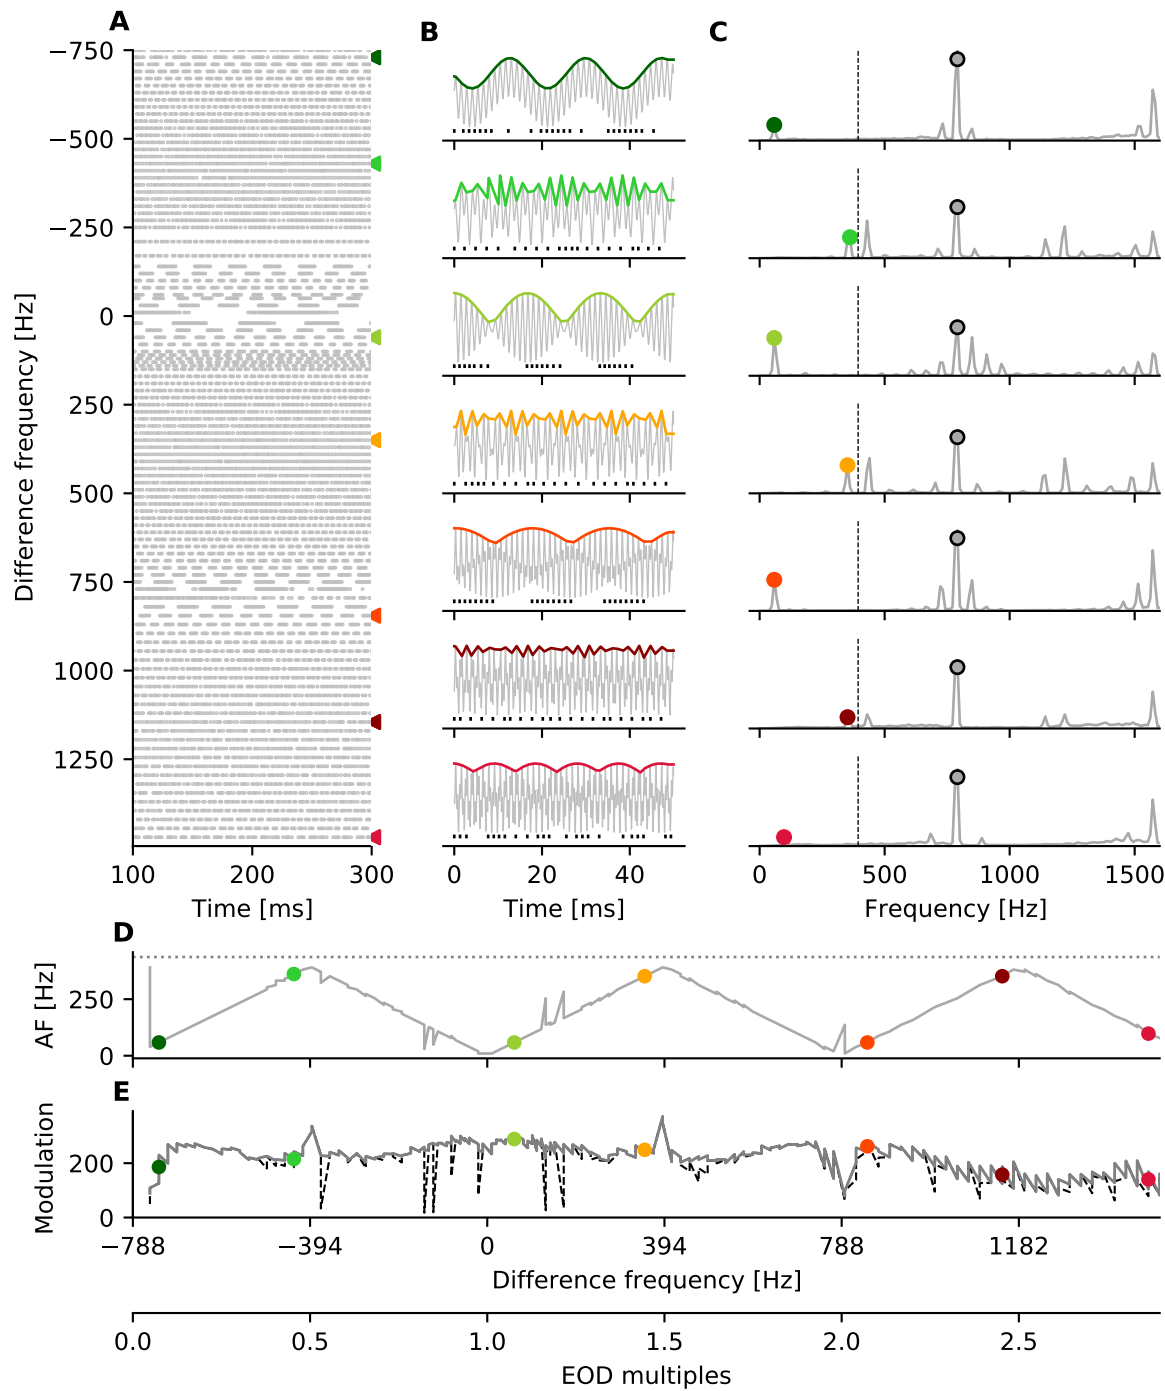 A
B
C
Difference frequency [Hz]
−750
−500
−250
0
250
500
750
1000
1250
100 200 300
Time [ms]
0 20 40
Time [ms]
0 500 1000 1500
Frequency [Hz]
D
AF [Hz]
250
0
E
Modulation
200
0
−788 −394 0 394 788 1182
Difference frequency [Hz]
0.0 0.5 1.0 1.5 2.0 2.5
EOD multiples